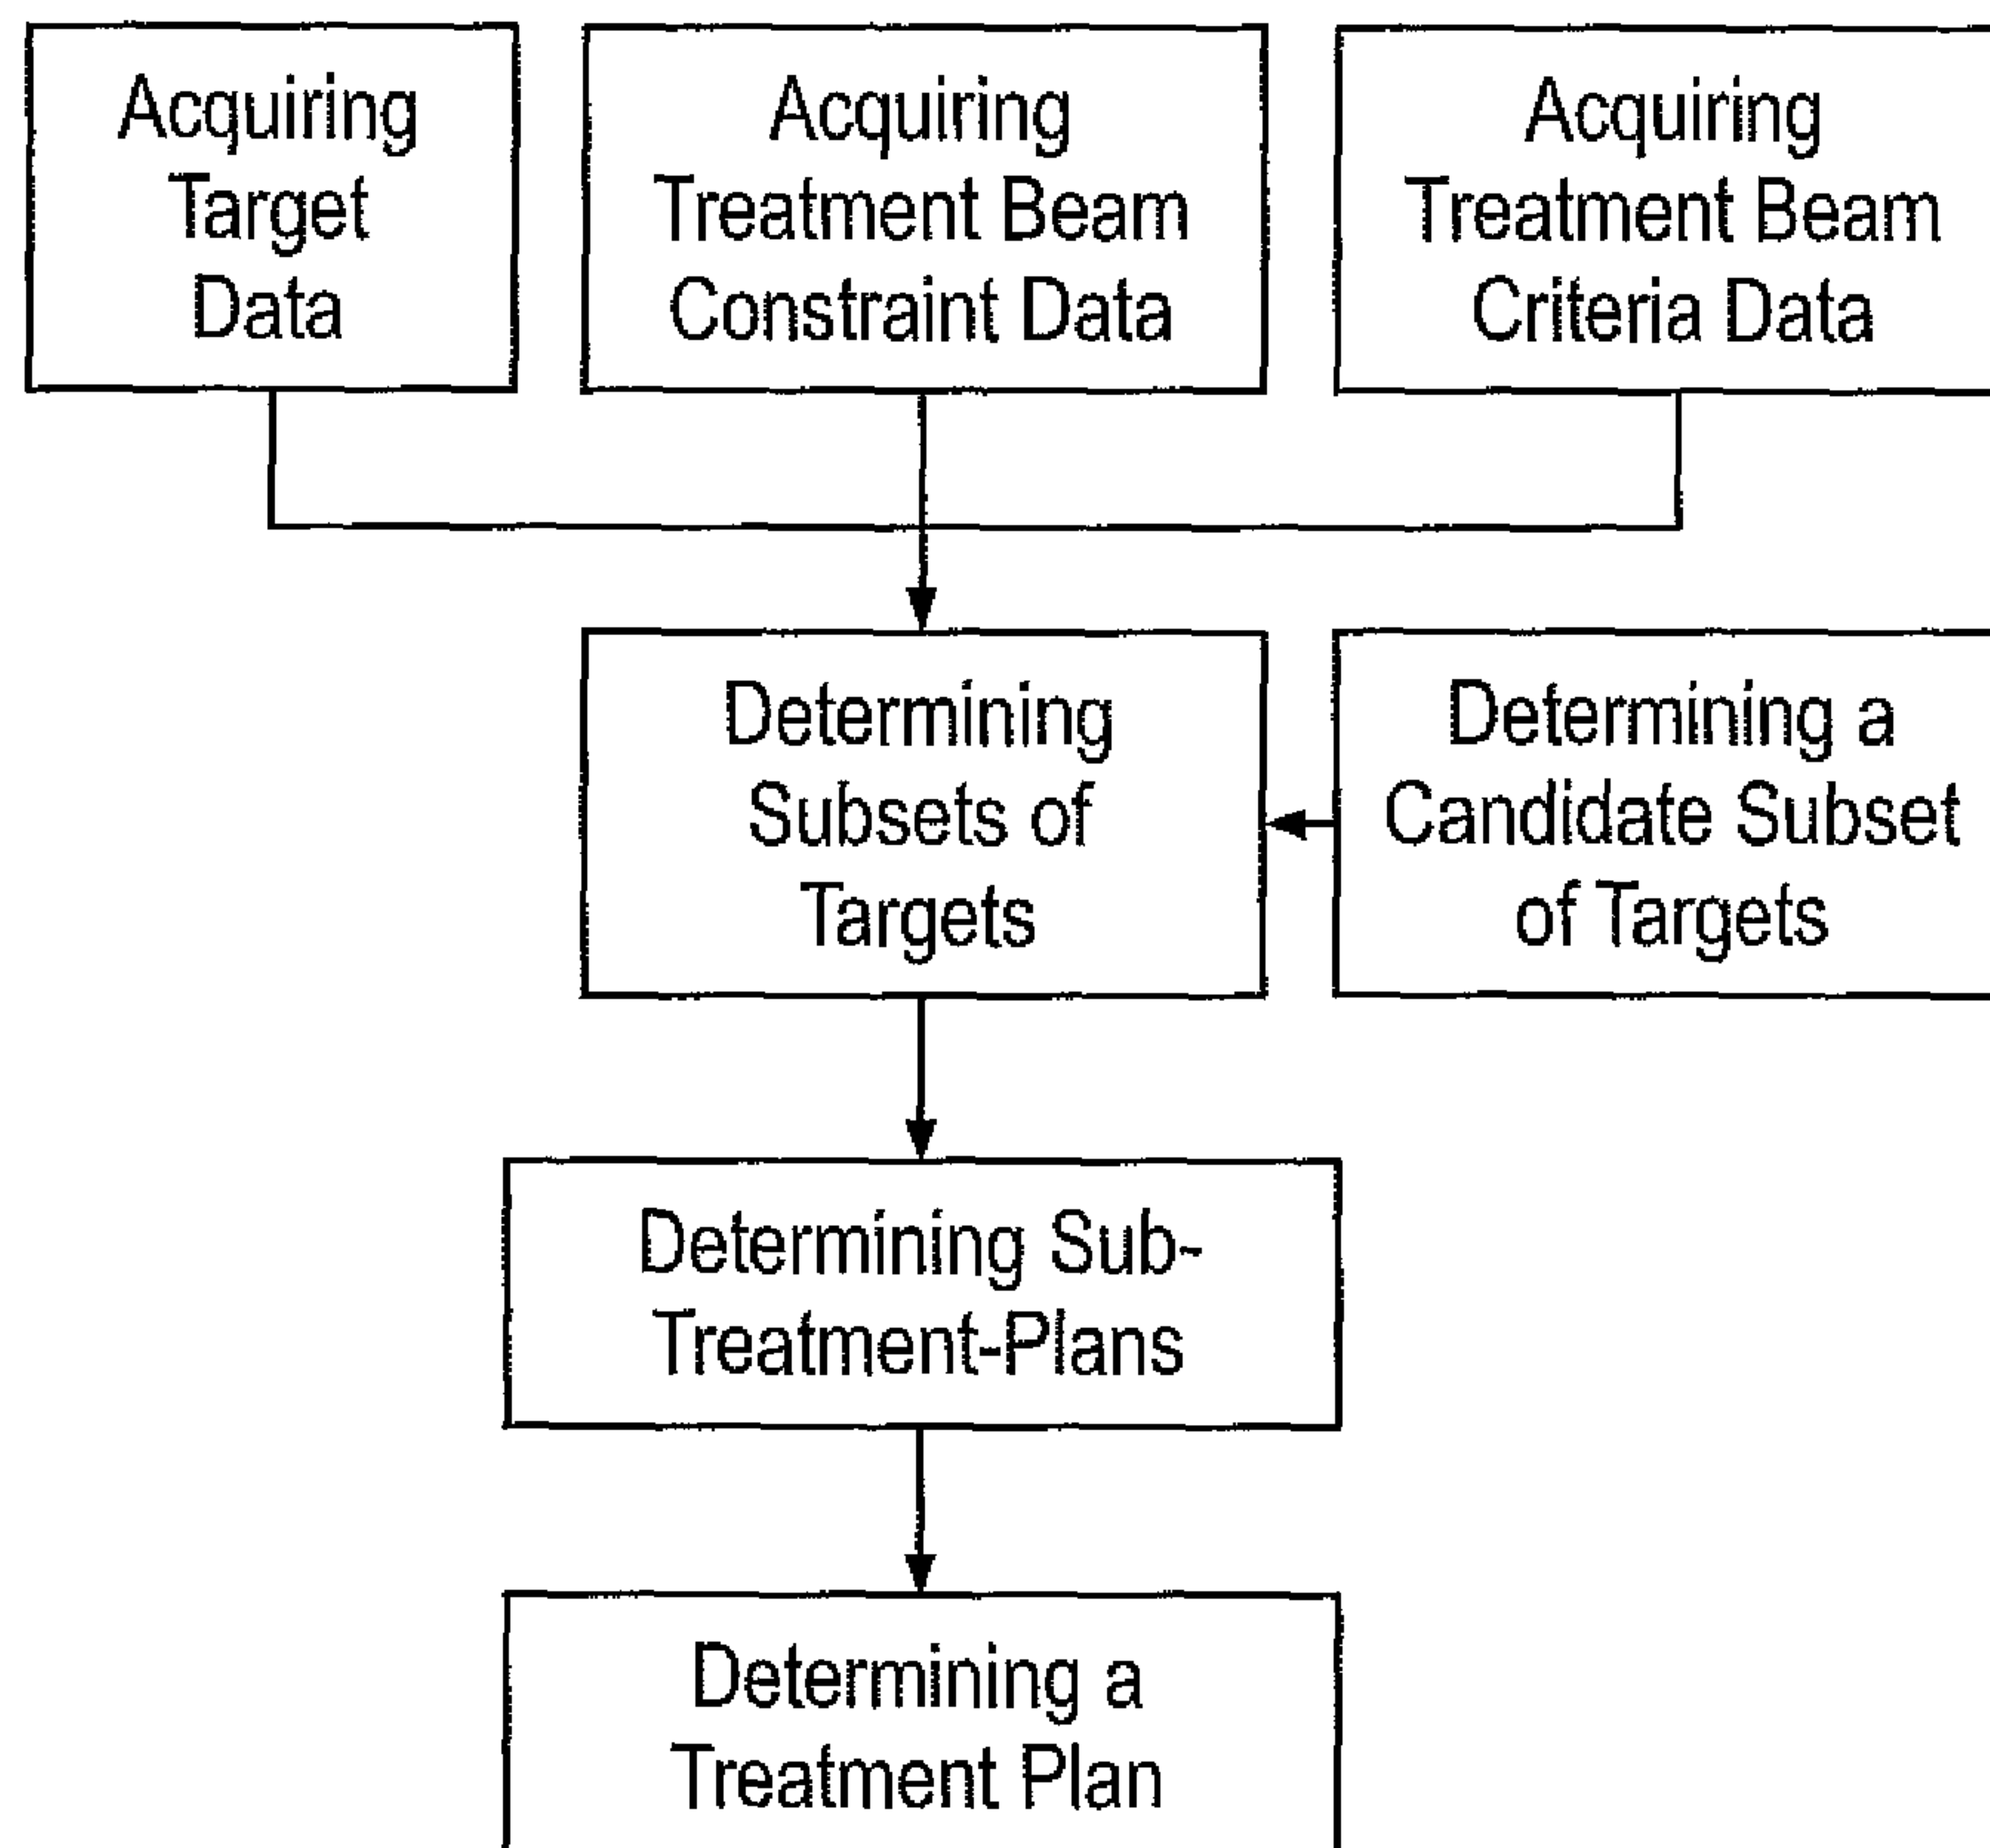 Acquiring
Target
Data
Acquiring
Treatment Beam
Constraint Data
Acquiring
Treatment Beam
Criteria Data
Determining
Subsets of
Targets
Determining a
Candidate Subset
of Targets
Determining Sub-
Treatment-Plans
Determining a
Treatment Plan